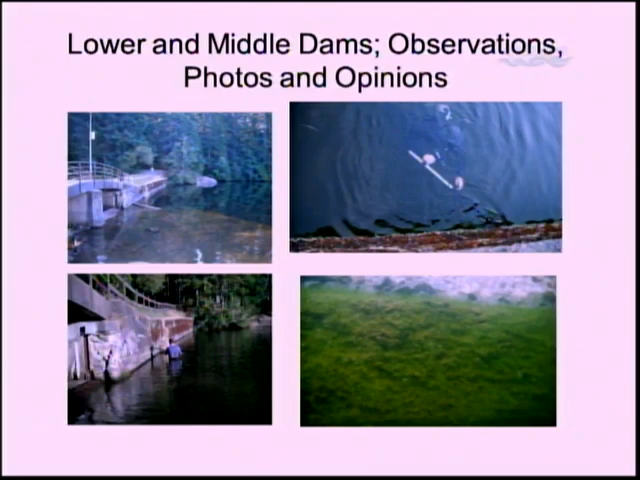 Lower and Middle Dams; Observations,
Photos and Opinions